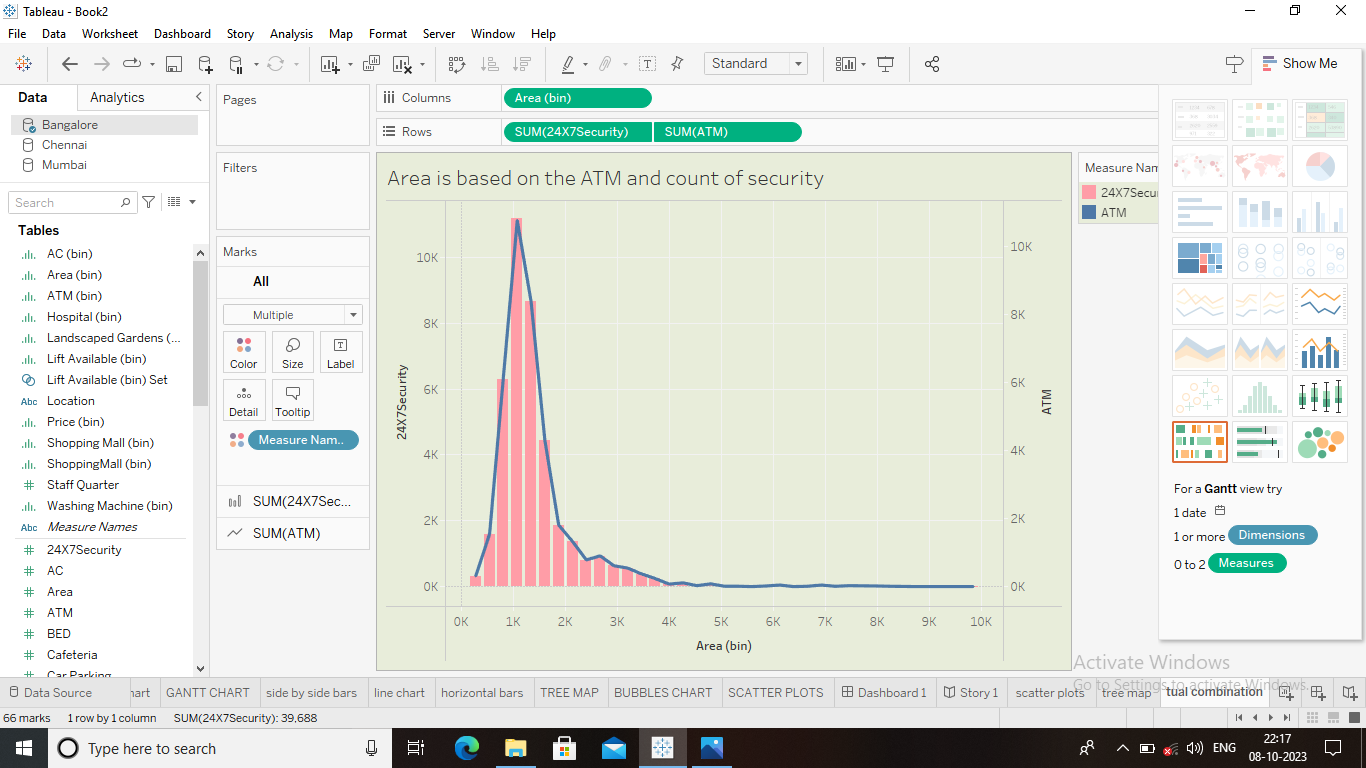 Tableau - Book2
File Data Worksheet Dashboard Story Analysis Map Format Server Window Help
Standard
Show Me
Data Analytics
Pages
Columns
Area (bin)
Rows
SUM(24X7Security) SUM(ATM)
Bangalore
Chennai
Mumbai
Search
Tables
AC (bin)
Area (bin)
ATM (bin)
Hospital (bin)
Landscaped Gardens (...
Lift Available (bin)
Lift Available (bin) Set
Abc Location
Price (bin)
Shopping Mall (bin)
ShoppingMall (bin)
# Staff Quarter
Washing Machine (bin)
Abc Measure Names
# 24X7Security
# AC
# Area
# ATM
# BED
# Cafeteria
# Car Parking
Filters
Marks
All
Multiple
Color Size Label
Detail Tooltip
Measure Nam..
SUM(24X7Sec...
SUM(ATM)
Area is based on the ATM and count of security
24X7Security
10K
8K
6K
4K
2K
0K
ATM
10K
8K
6K
4K
2K
0K
0K 1K 2K 3K 4K 5K 6K 7K 8K 9K 10K
Area (bin)
Measure Nam
24X7Secu
ATM
For a Gantt view try
1 date
1 or more Dimensions
0 to 2 Measures
Activate Windows
Go to Settings to activate Windows.
Data Source hart GANTT CHART side by side bars line chart horizontal bars TREE MAP BUBBLES CHART SCATTER PLOTS Dashboard 1 Story 1 scatter plots tree map tual combination
66 marks 1 row by 1 column SUM(24X7Security): 39,688
Type here to search
ENG
22:17
08-10-2023